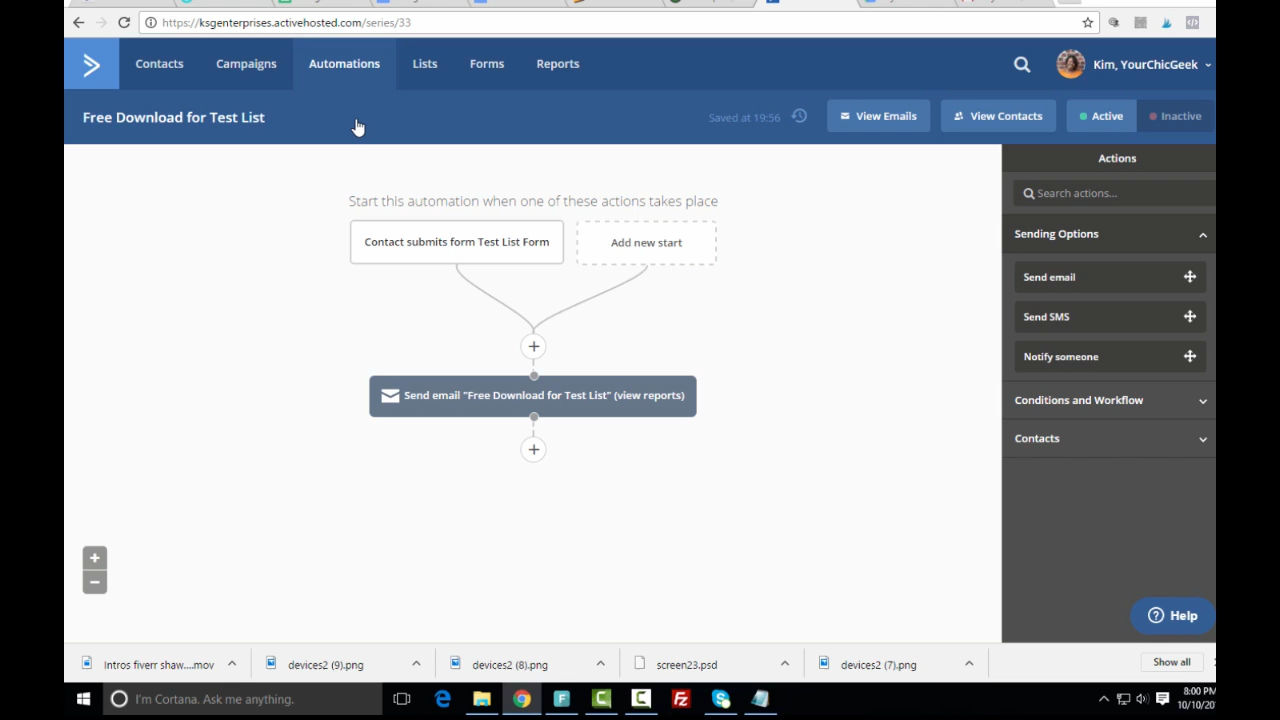 https://ksgenterprises.activehosted.com/series/33
Contacts
Campaigns
Automations
Lists
Forms
Reports
Kim, YourChicGeek
Free Download for Test List
Saved at 19:56
View Emails
View Contacts
Active
Inactive
Start this automation when one of these actions takes place
Contact submits form Test List Form
Add new start
Send email "Free Download for Test List" (view reports)
Actions
Search actions...
Sending Options
Send email
Send SMS
Notify someone
Conditions and Workflow
Contacts
Help
Intros fiverr shaw....mov
devices2 (9).png
devices2 (8).png
screen23.psd
devices2 (7).png
Show all
I'm Cortana. Ask me anything.
8:00 PM
10/10/20